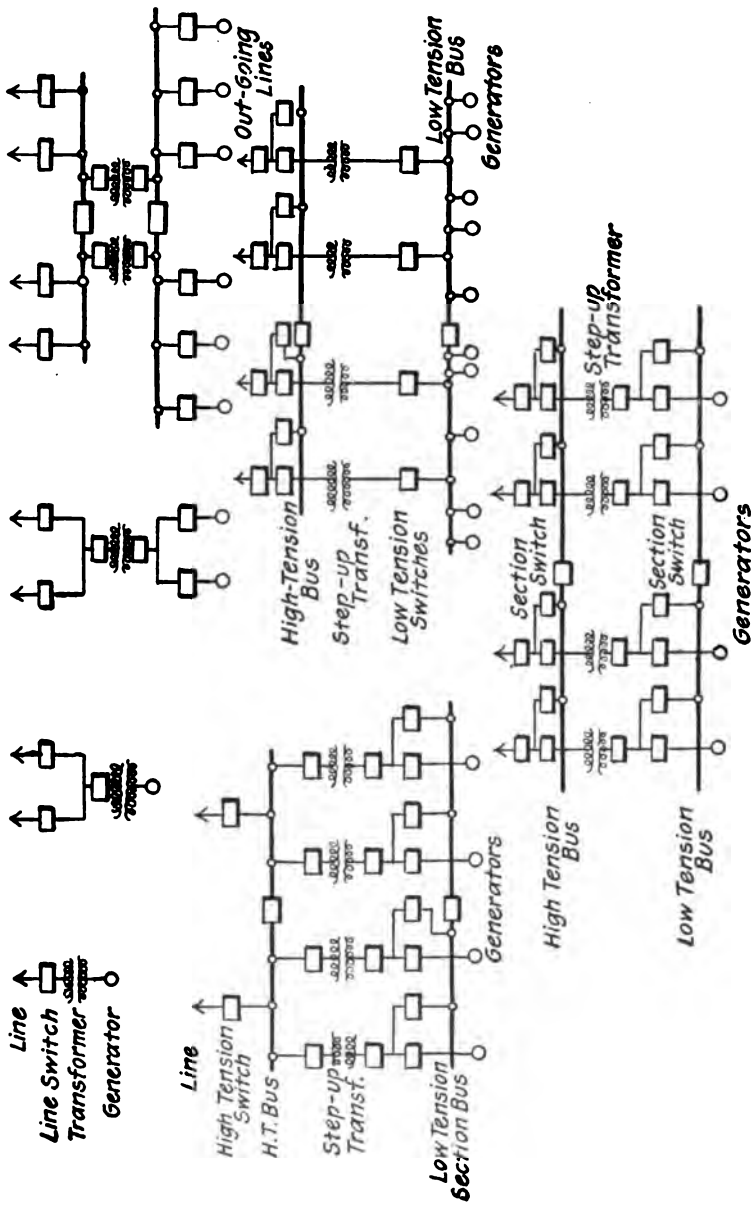 Line
Line Switch
Transformer
Generator
Out-Going
Lines
High-Tension
Bus
Step-up
Transf.
Low Tension
Switches
Low Tension
Bus
Generators
Line
High Tension
Switch
H.T. Bus
Step-up
Transf.
Low Tension
Section Bus
Generators
Section
Switch
Step-up
Transformer
High Tension
Bus
Section
Switch
Low Tension
Bus
Generators